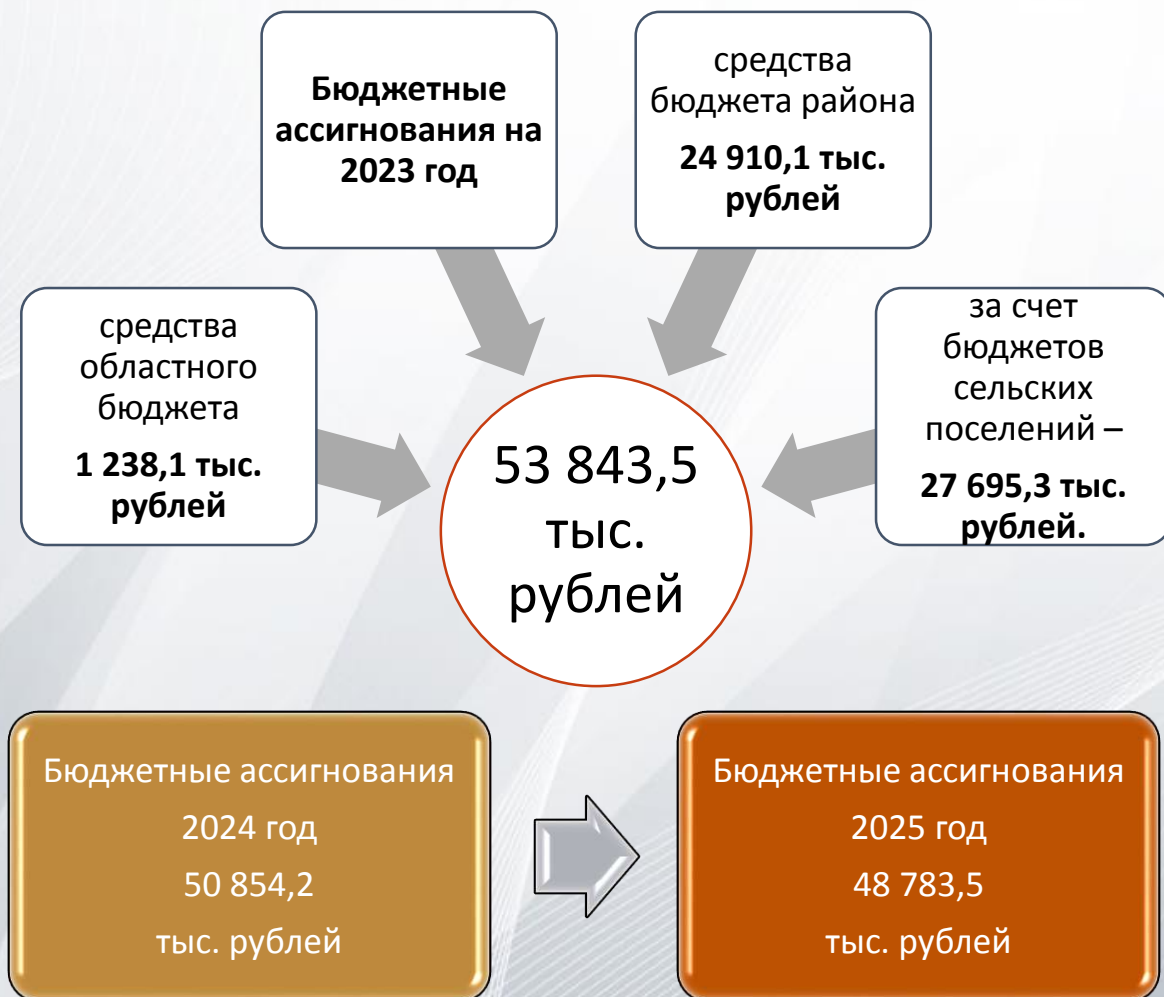 Бюджетные
ассигнования на
2023 год
средства
бюджета района
24 910,1 тыс.
рублей
средства
областного
бюджета
1 238,1 тыс.
рублей
за счет
бюджетов
сельских
поселений –
27 695,3 тыс.
рублей.
53 843,5
тыс.
рублей
Бюджетные ассигнования
2024 год
50 854,2
тыс. рублей
Бюджетные ассигнования
2025 год
48 783,5
тыс. рублей